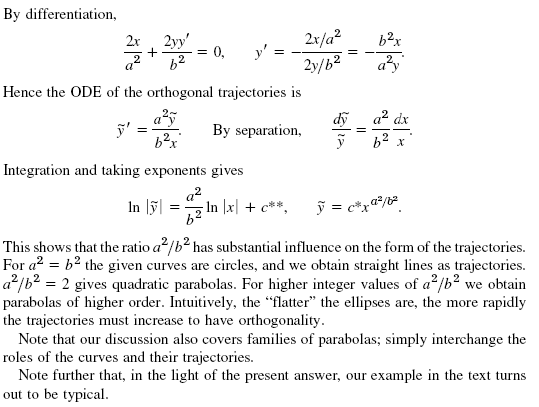 By differentiation,
2x/a² + 2yy′/b² = 0,   y′ = −(2x/a²)/(2y/b²) = −b²x/a²y.
Hence the ODE of the orthogonal trajectories is
ỹ′ = a²ỹ/b²x.   By separation,   dỹ/ỹ = a²/b² dx/x.
Integration and taking exponents gives
ln |ỹ| = a²/b² ln |x| + c**,   ỹ = c*x^(a²/b²).
This shows that the ratio a²/b² has substantial influence on the form of the trajectories.
For a² = b² the given curves are circles, and we obtain straight lines as trajectories.
a²/b² = 2 gives quadratic parabolas. For higher integer values of a²/b² we obtain
parabolas of higher order. Intuitively, the “flatter” the ellipses are, the more rapidly
the trajectories must increase to have orthogonality.
Note that our discussion also covers families of parabolas; simply interchange the
roles of the curves and their trajectories.
Note further that, in the light of the present answer, our example in the text turns
out to be typical.